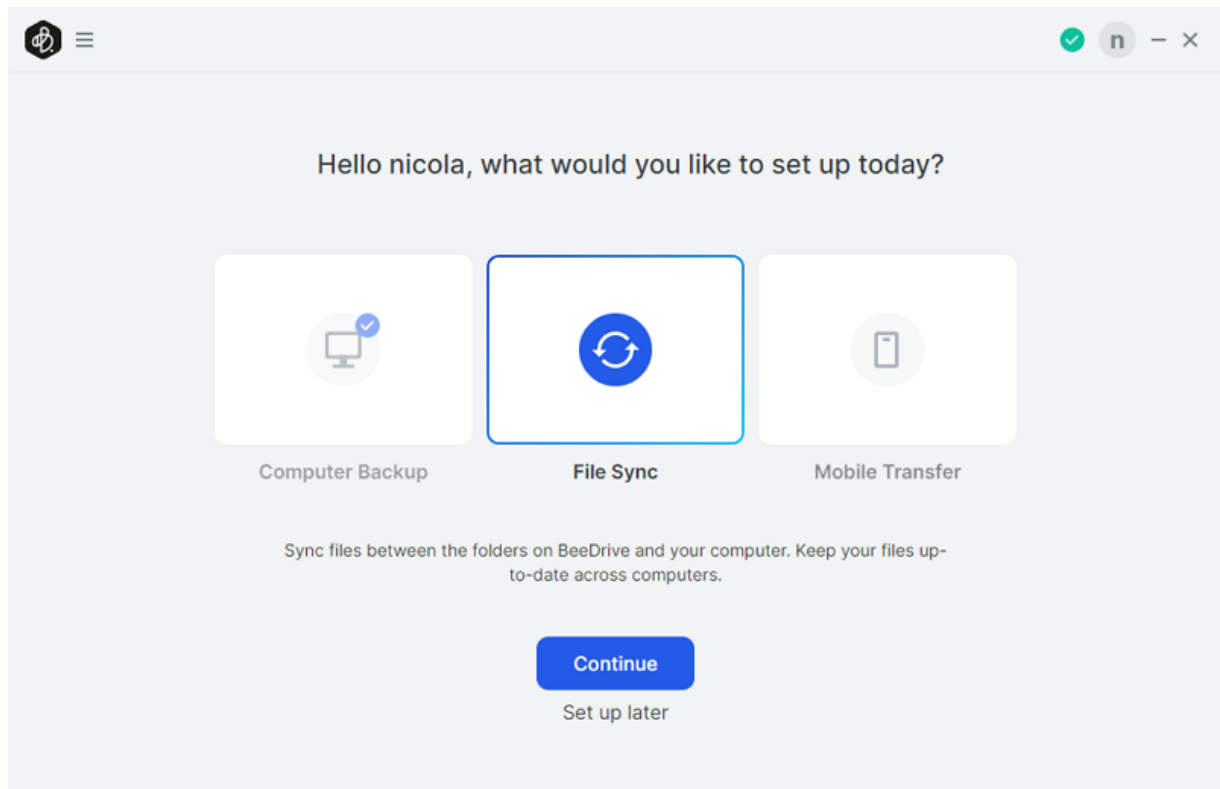 n
Hello nicola, what would you like to set up today?
Computer Backup
File Sync
Mobile Transfer
Sync files between the folders on BeeDrive and your computer. Keep your files up-
to-date across computers.
Continue
Set up later